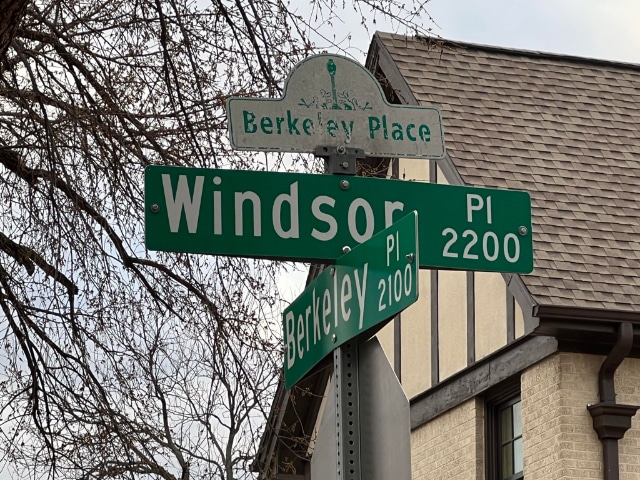 Berkeley Place
Windsor Pl
2200
Berkeley Pl
2100